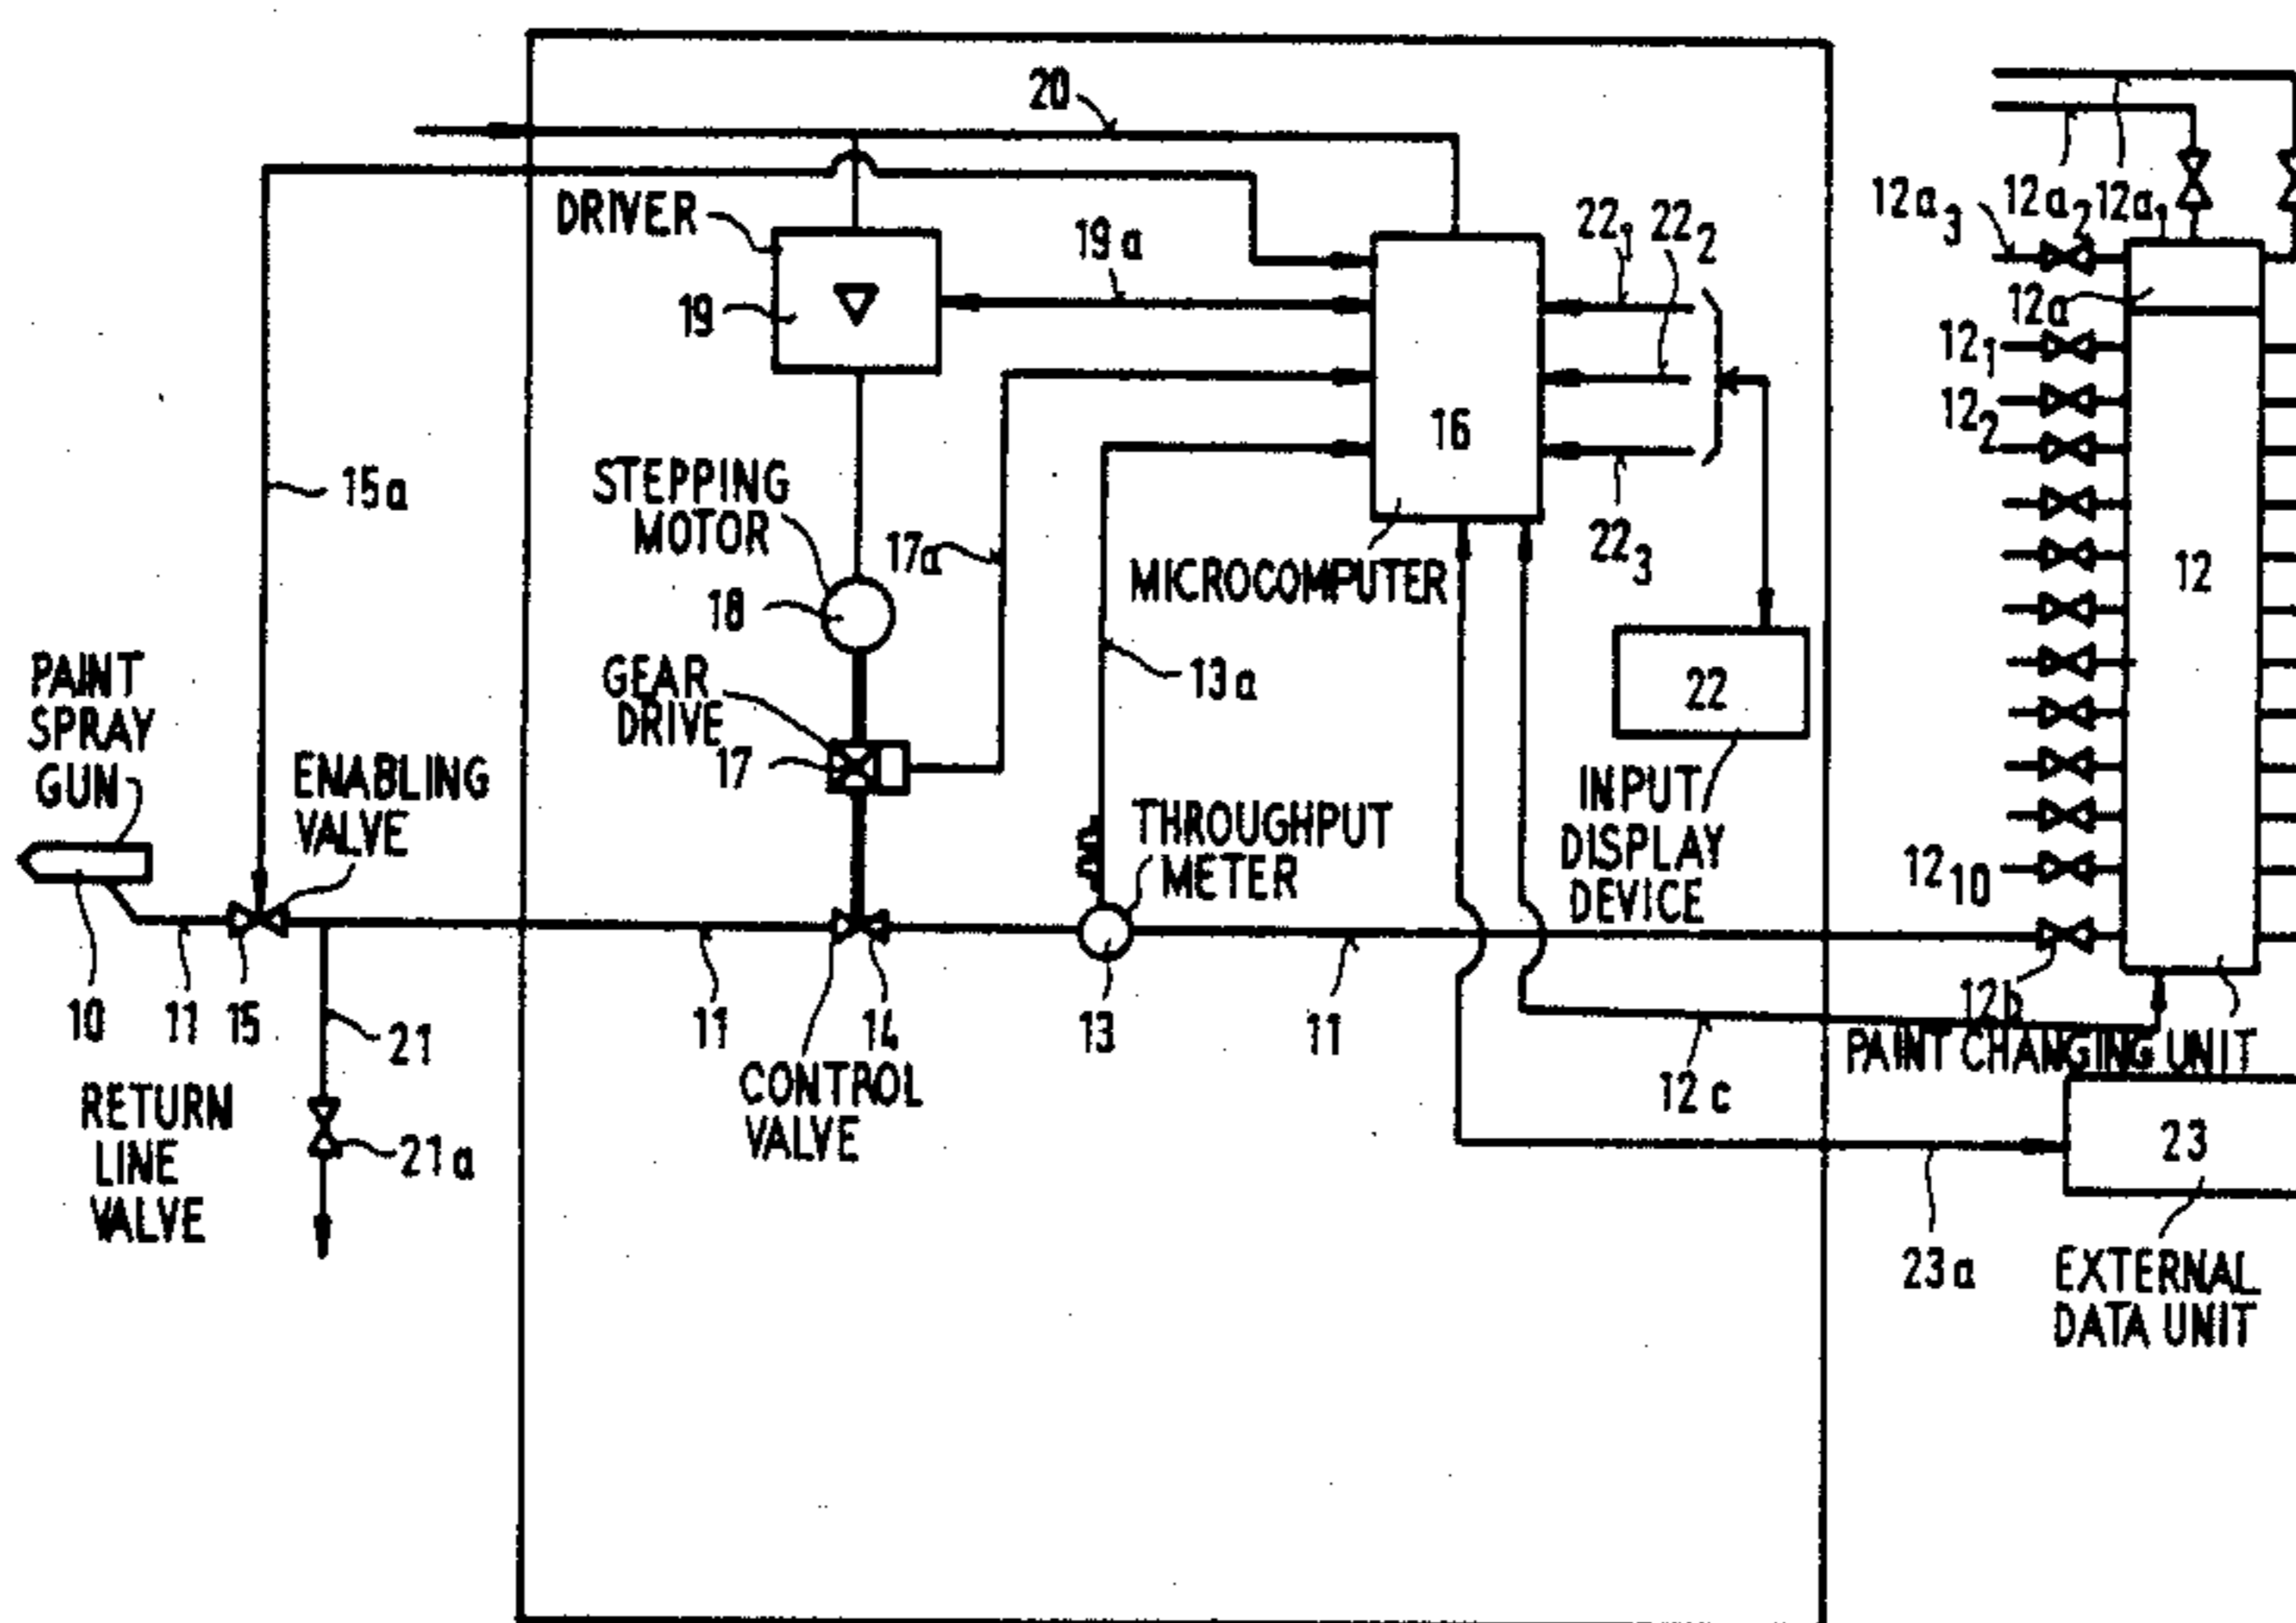 20
DRIVER
19
19a
22₁
22₂
16
22₃
MICROCOMPUTER
15a
STEPPING
MOTOR
18
17a
13a
GEAR
DRIVE
17
22
INPUT
DISPLAY
DEVICE
PAINT
SPRAY
GUN
ENABLING
VALVE
THROUGHPUT
METER
10
11
15
21
11
14
13
11
CONTROL
VALVE
RETURN
LINE
VALVE
21a
12c
12a₃
12a₂
12a₁
12a
12₁
12₂
12
12₁₀
12b
PAINT CHANGING UNIT
23
23a
EXTERNAL
DATA UNIT